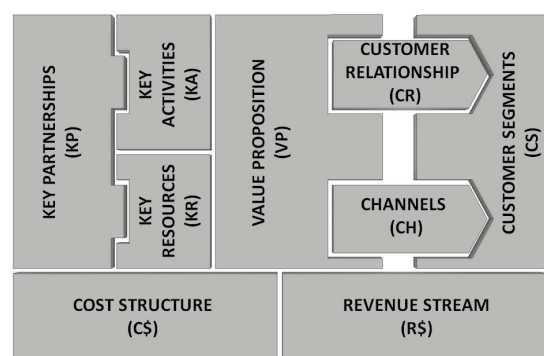 KEY PARTNERSHIPS
(KP)
KEY
ACTIVITIES
(KA)
KEY
RESOURCES
(KR)
VALUE PROPOSITION
(VP)
CUSTOMER
RELATIONSHIP
(CR)
CHANNELS
(CH)
CUSTOMER SEGMENTS
(CS)
COST STRUCTURE
(C$)
REVENUE STREAM
(R$)